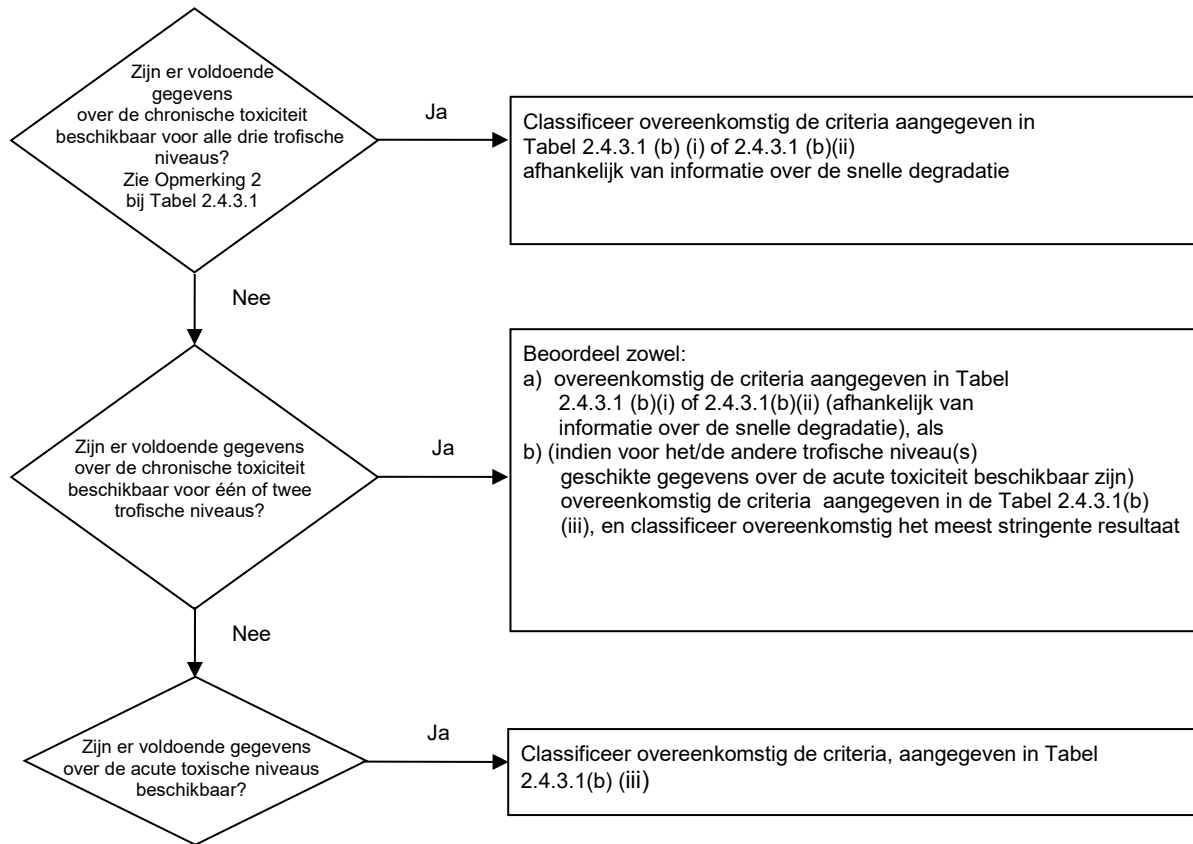 Zijn er voldoende
gegevens
over de chronische toxiciteit
beschikbaar voor alle drie trofische
niveaus?
Zie Opmerking 2
bij Tabel 2.4.3.1
Ja
Classificeer overeenkomstig de criteria aangegeven in
Tabel 2.4.3.1 (b) (i) of 2.4.3.1 (b)(ii)
afhankelijk van informatie over de snelle degradatie
Nee
Zijn er voldoende gegevens
over de chronische toxiciteit
beschikbaar voor één of twee
trofische niveaus?
Ja
Beoordeel zowel:
a) overeenkomstig de criteria aangegeven in Tabel
2.4.3.1 (b)(i) of 2.4.3.1(b)(ii) (afhankelijk van
informatie over de snelle degradatie), als
b) (indien voor het/de andere trofische niveau(s)
geschikte gegevens over de acute toxiciteit beschikbaar zijn)
overeenkomstig de criteria aangegeven in de Tabel 2.4.3.1(b)
(iii), en classificeer overeenkomstig het meest stringente resultaat
Nee
Zijn er voldoende gegevens
over de acute toxische niveaus
beschikbaar?
Ja
Classificeer overeenkomstig de criteria, aangegeven in Tabel
2.4.3.1(b) (iii)